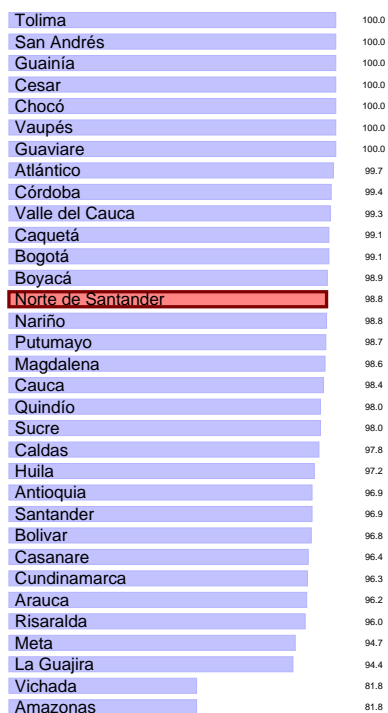 Tolima 100.0
San Andrés 100.0
Guainía 100.0
Cesar 100.0
Chocó 100.0
Vaupés 100.0
Guaviare 100.0
Atlántico 99.7
Córdoba 99.4
Valle del Cauca 99.3
Caquetá 99.1
Bogotá 99.1
Boyacá 98.9
Norte de Santander 98.8
Nariño 98.8
Putumayo 98.7
Magdalena 98.6
Cauca 98.4
Quindío 98.0
Sucre 98.0
Caldas 97.8
Huila 97.2
Antioquia 96.9
Santander 96.9
Bolivar 96.8
Casanare 96.4
Cundinamarca 96.3
Arauca 96.2
Risaralda 96.0
Meta 94.7
La Guajira 94.4
Vichada 81.8
Amazonas 81.8